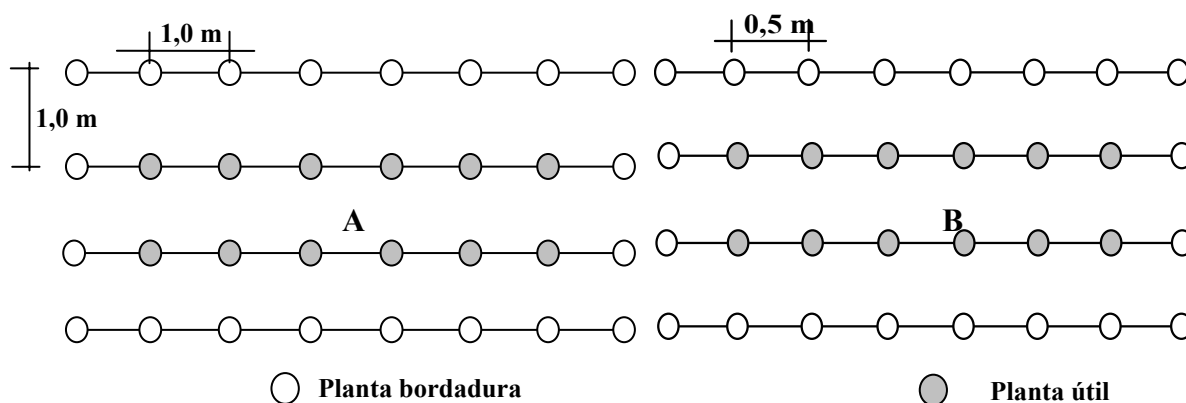 1,0 m
0,5 m
1,0 m
A
B
Planta bordadura
Planta útil